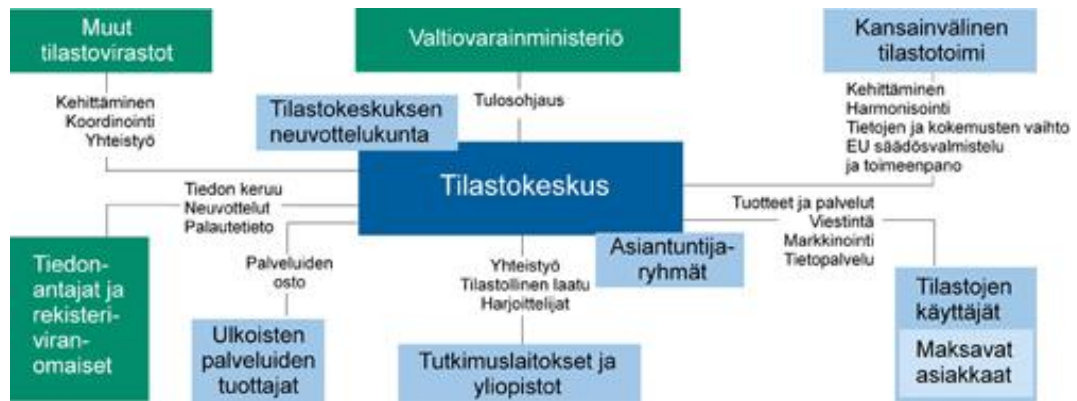 Muut
tilastovirastot
Valtiovarainministeriö
Kansainvälinen
tilastotoimi
Kehittäminen
Koordinointi
Yhteistyö
Tilastokeskuksen
neuvottelukunta
Tulosohjaus
Kehittäminen
Harmonisointi
Tietojen ja kokemusten vaihto
EU säädösvalmistelu
ja toimeenpano
Tilastokeskus
Tiedon keruu
Neuvottelut
Palautetieto
Tuotteet ja palvelut
Viestintä
Markkinointi
Tietopalvelu
Asiantuntija-
ryhmät
Tiedon-
antajat ja
rekisteri-
viran-
omaiset
Palveluiden
osto
Yhteistyö
Tilastollinen laatu
Harjoittelijat
Tilastojen
käyttäjät
Maksavat
asiakkaat
Ulkoisten
palveluiden
tuottajat
Tutkimuslaitokset ja
yliopistot